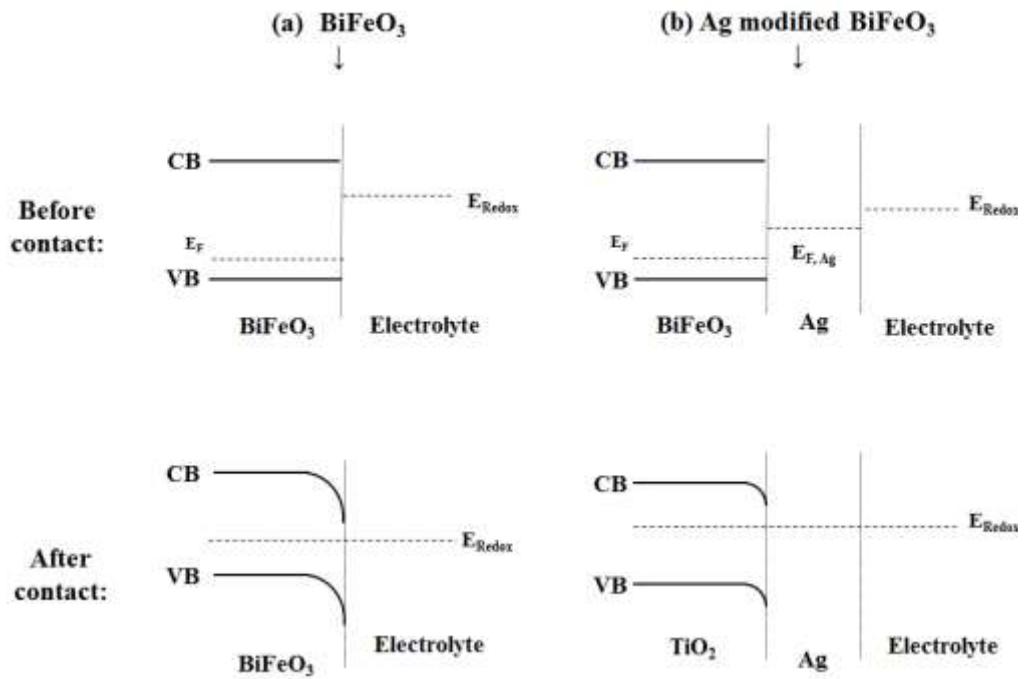 (a) BiFeO₃
(b) Ag modified BiFeO₃
↓
↓
Before
contact:
CB
E_Redox
E_F
VB
BiFeO₃
Electrolyte
CB
E_Redox
E_F
E_F, Ag
VB
BiFeO₃
Ag
Electrolyte
After
contact:
CB
E_Redox
VB
BiFeO₃
Electrolyte
CB
E_Redox
VB
TiO₂
Ag
Electrolyte